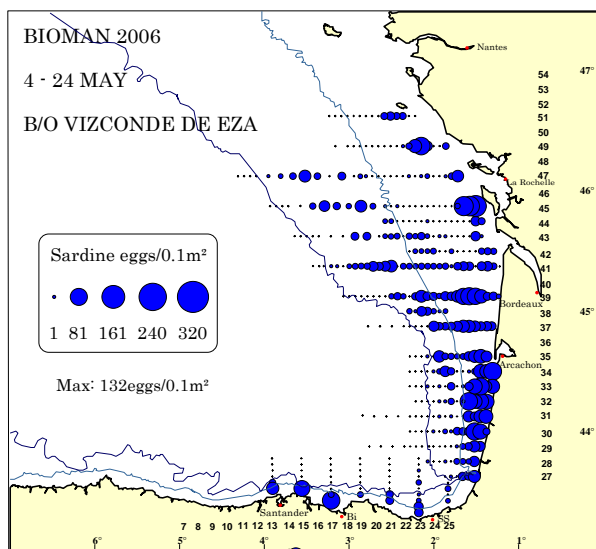 BIOMAN 2006
4 - 24 MAY
B/O VIZCONDE DE EZA
Nantes
47°
54
53
52
51
50
49
48
47
La Rochelle
46
46°
45
44
43
42
41
40
39
Bordeaux
45°
38
37
36
35
Arcachon
34
33
32
31
30
44°
29
28
27
Sardine eggs/0.1m²
1 81 161 240 320
Max: 132eggs/0.1m²
Santander
Bi
SS
7 8 9 10 11 12 13 14 15 16 17 18 19 20 21 22 23 24 25
6° 5° 4° 3° 2°